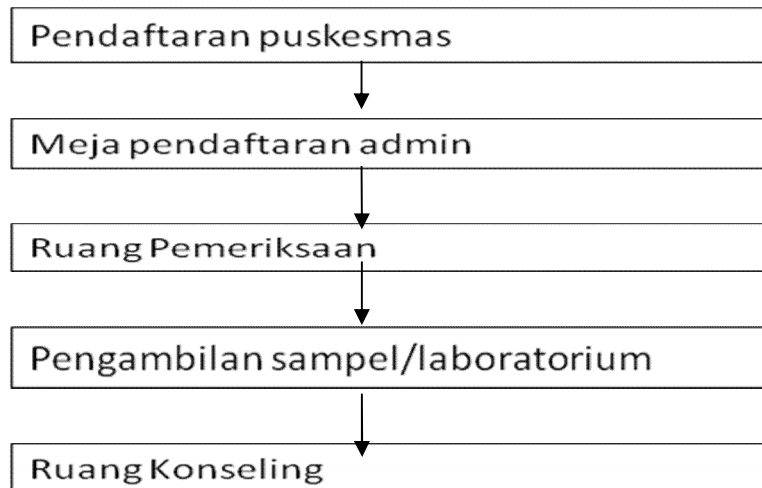 Pendaftaran puskesmas
Meja pendaftaran admin
Ruang Pemeriksaan
Pengambilan sampel/laboratorium
Ruang Konseling